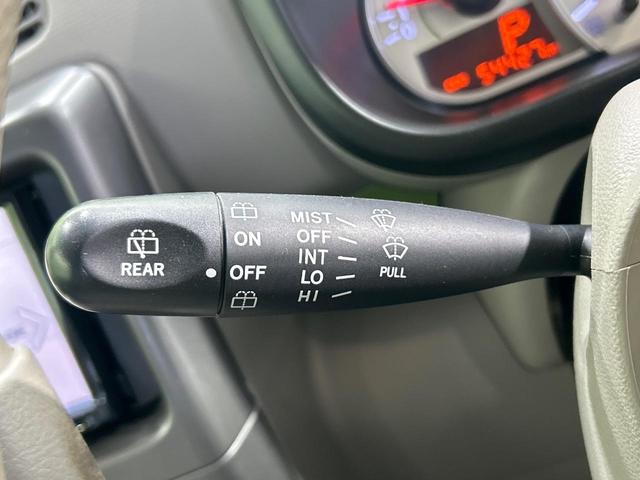 P
REAR
ON
OFF
MIST
OFF
INT
LO
HI
PULL